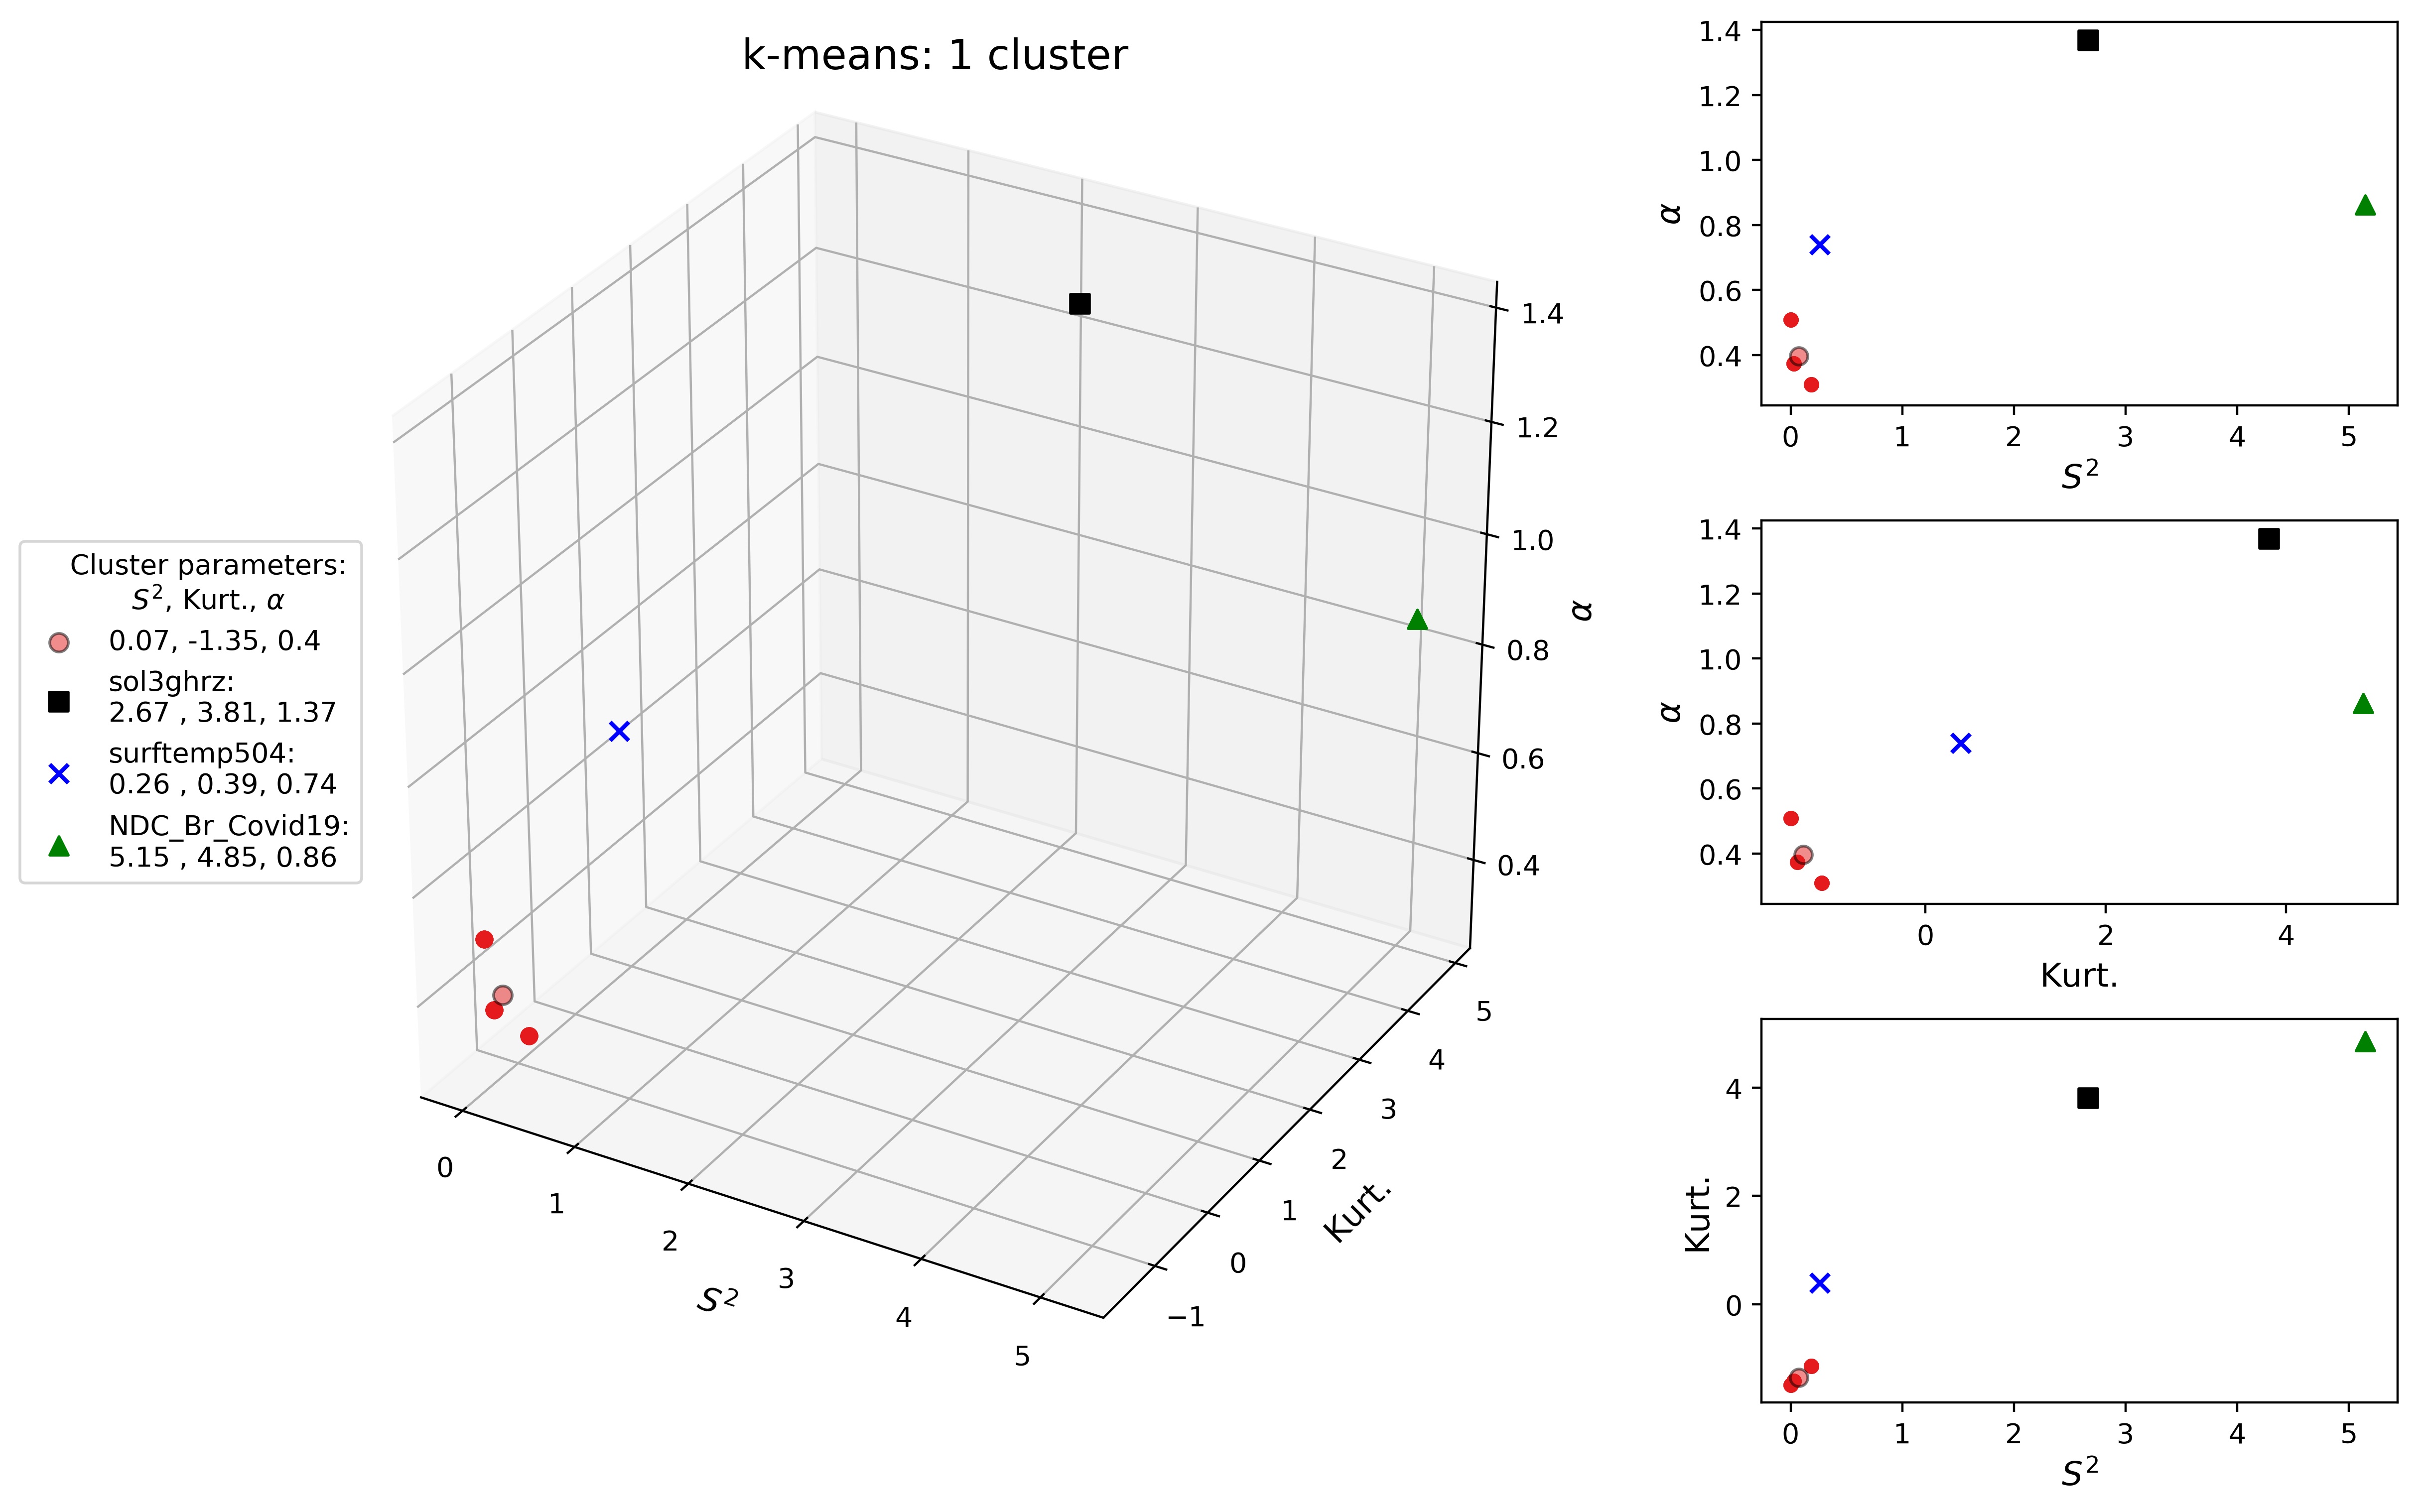 k-means: 1 cluster
Cluster parameters:
S², Kurt., α
0.07, -1.35, 0.4
sol3ghrz:
2.67 , 3.81, 1.37
surftemp504:
0.26 , 0.39, 0.74
NDC_Br_Covid19:
5.15 , 4.85, 0.86
0
1
2
3
4
5
S²
−1
0
1
2
3
4
5
Kurt.
1.4
1.2
1.0
0.8
0.6
0.4
α
1.4
1.2
1.0
0.8
0.6
0.4
α
0 1 2 3 4 5
S²
1.4
1.2
1.0
0.8
0.6
0.4
α
0 2 4
Kurt.
4
2
0
Kurt.
0 1 2 3 4 5
S²